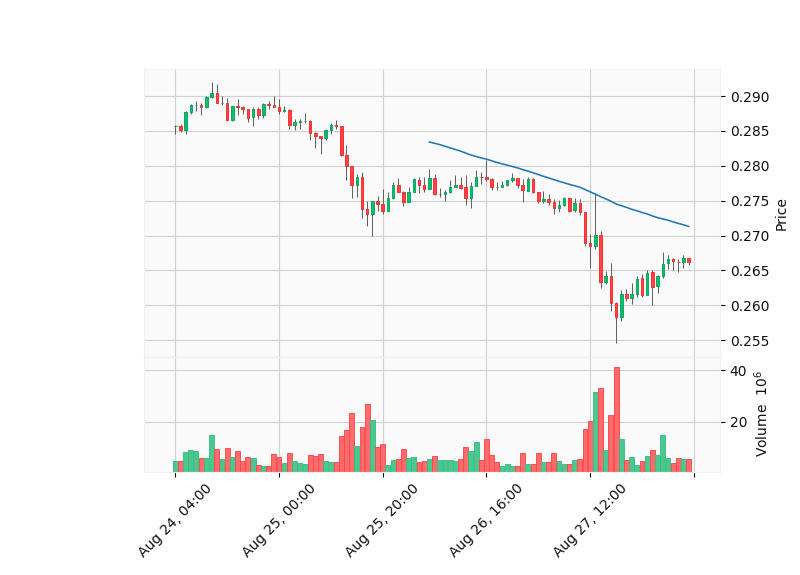 0.290
0.285
0.280
0.275
0.270
0.265
0.260
0.255
Price
40
20
Volume 10⁶
Aug 24, 04:00
Aug 25, 00:00
Aug 25, 20:00
Aug 26, 16:00
Aug 27, 12:00